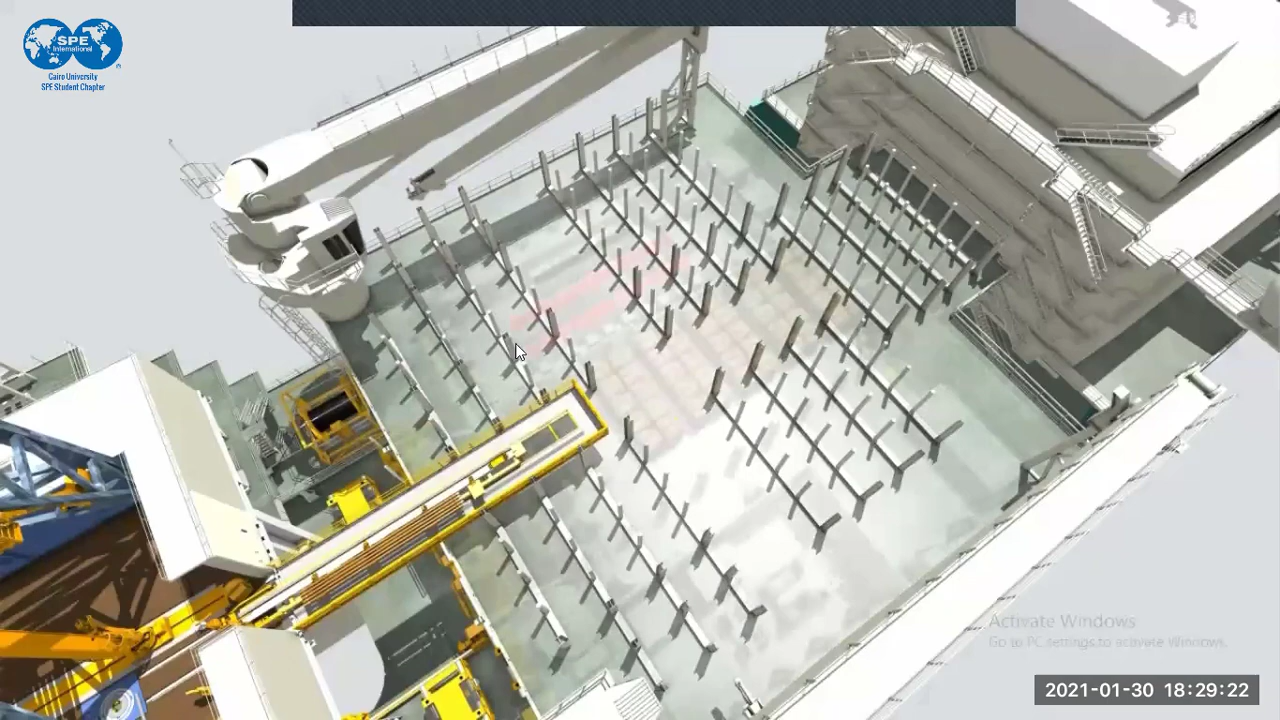 SPE
International
Cairo University
SPE Student Chapter
Activate Windows
Go to PC settings to activate Windows.
2021-01-30 18:29:22